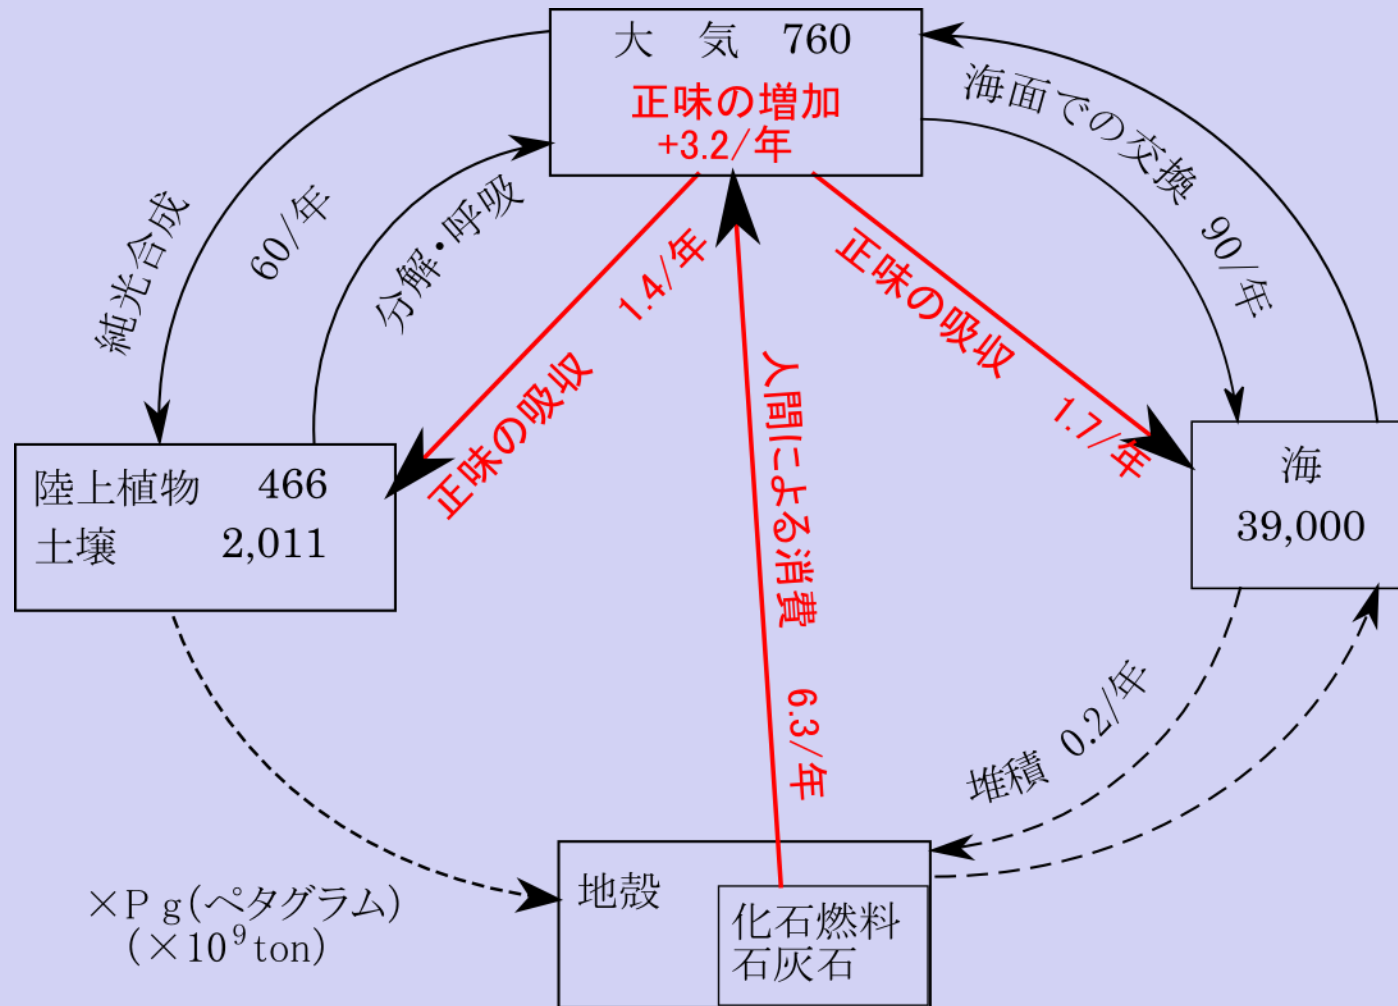 大 気 760
正味の増加
+3.2/年
海面での交換 90/年
純光合成
60/年
分解・呼吸
正味の吸収 1.4/年
正味の吸収 1.7/年
人間による消費 6.3/年
陸上植物 466
土壌 2,011
海
39,000
堆積 0.2/年
地殻
化石燃料
石灰石
×Pg(ペタグラム)
(×10⁹ton)